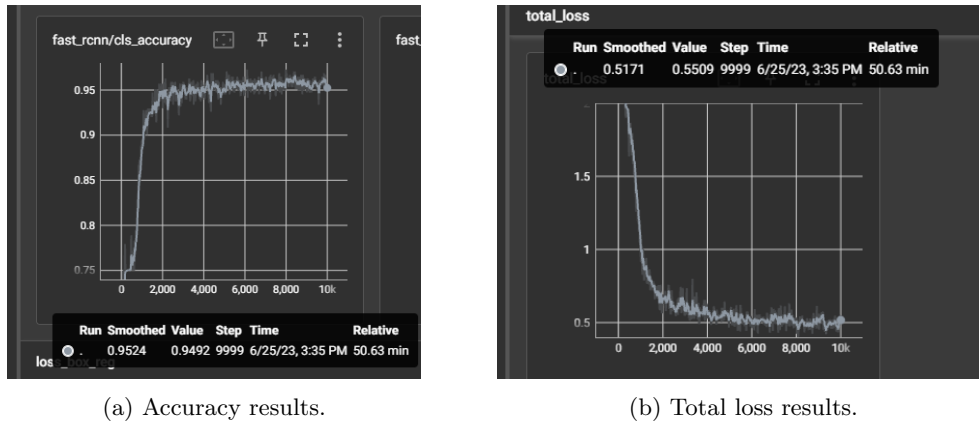 fast_rcnn/cls_accuracy
fast_
0.95
0.9
0.85
0.8
0.75
0 2,000 4,000 6,000 8,000 10k
Run Smoothed Value Step Time Relative
. 0.9524 0.9492 9999 6/25/23, 3:35 PM 50.63 min
loss_box_reg
(a) Accuracy results.
total_loss
Run Smoothed Value Step Time Relative
. 0.5171 0.5509 9999 6/25/23, 3:35 PM 50.63 min
total_loss
1.5
1
0.5
0 2,000 4,000 6,000 8,000 10k
(b) Total loss results.